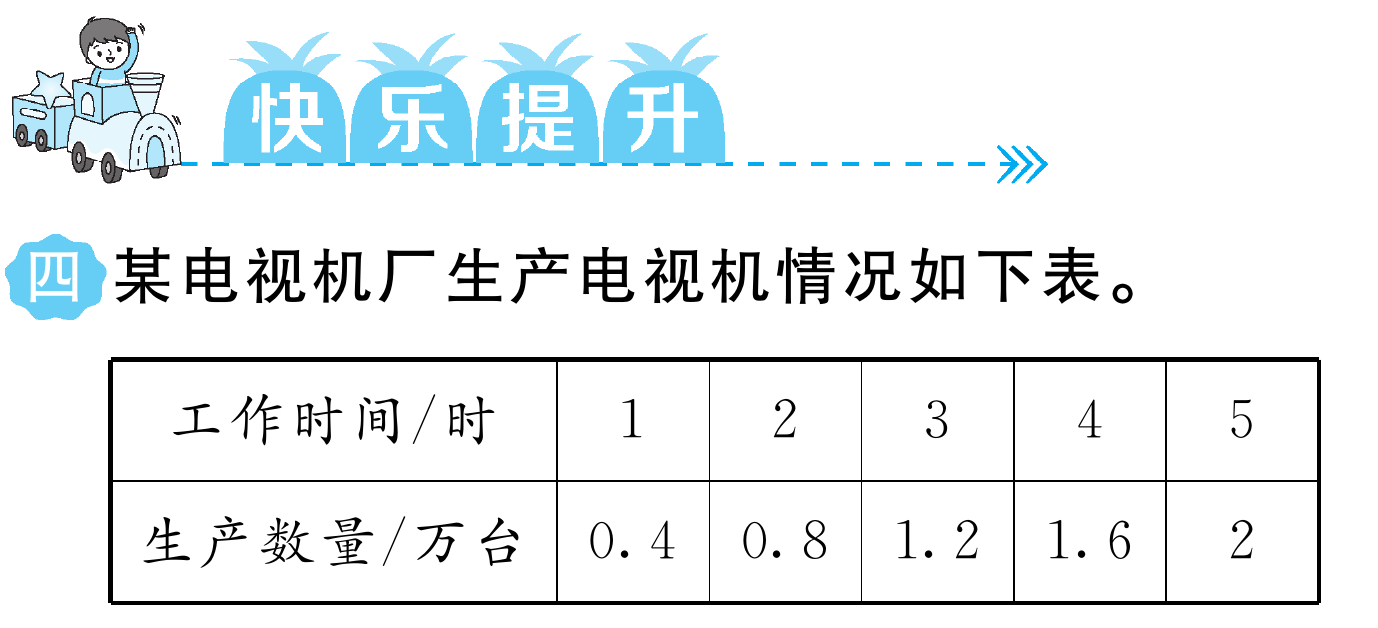 快乐提升
四 某电视机厂生产电视机情况如下表。
工作时间/时 1 2 3 4 5
生产数量/万台 0.4 0.8 1.2 1.6 2